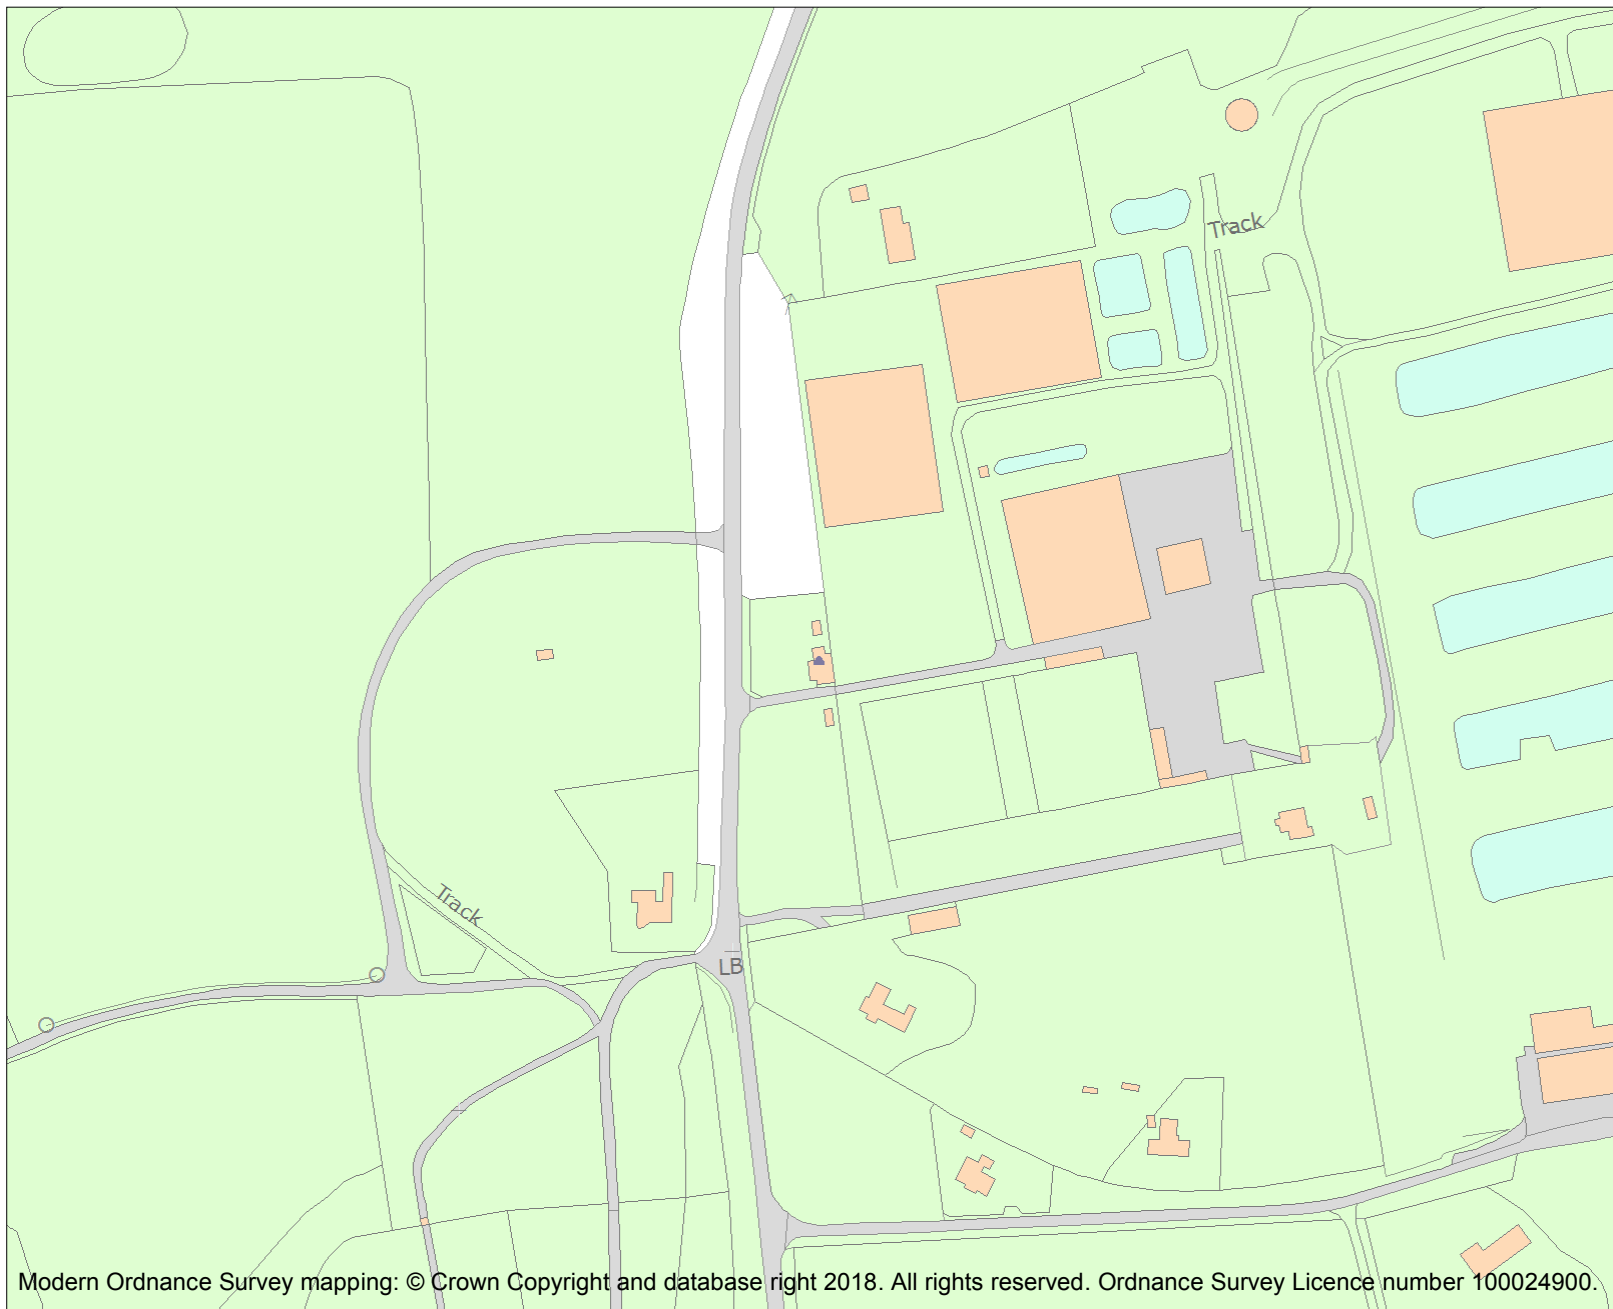 Track
Track
LB
Modern Ordnance Survey mapping: © Crown Copyright and database right 2018. All rights reserved. Ordnance Survey Licence number 100024900.